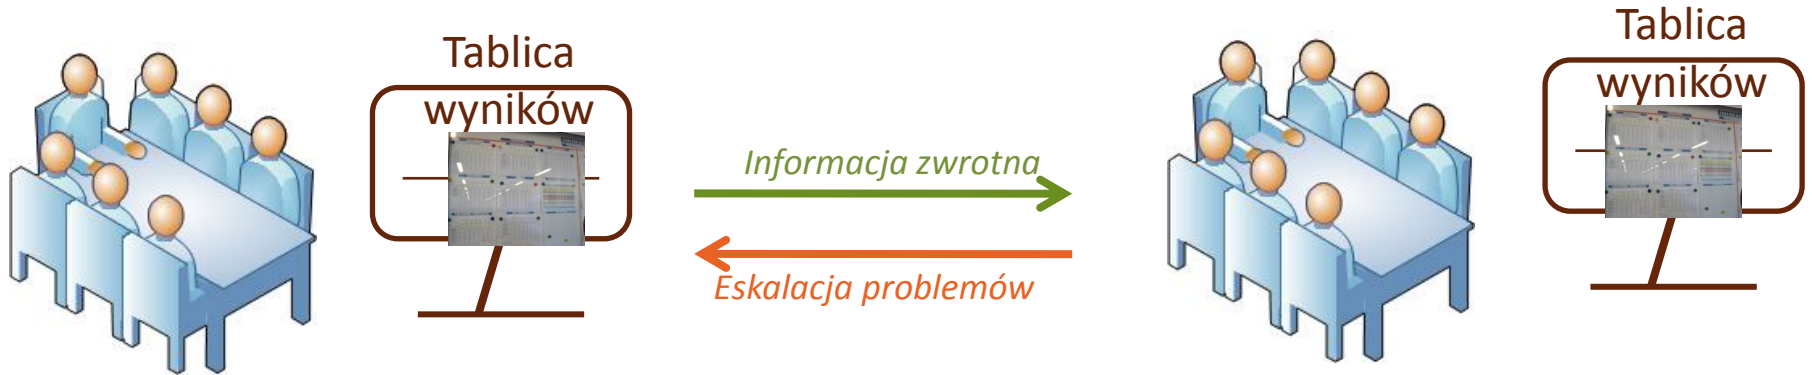 Tablica
wyników
Informacja zwrotna
Eskalacja problemów
Tablica
wyników